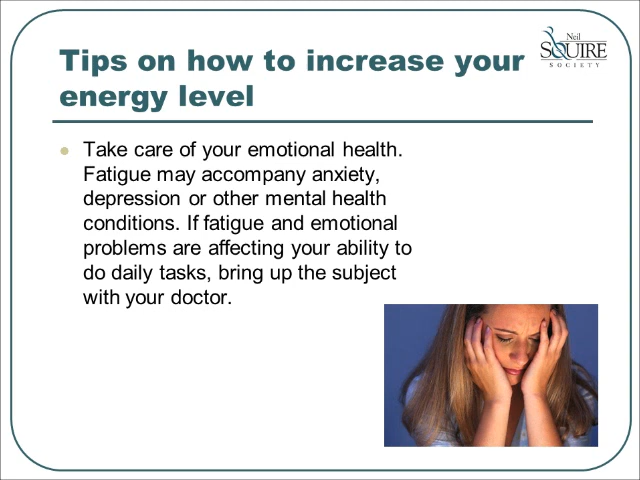 Neil
SQUIRE
SOCIETY
Tips on how to increase your
energy level
Take care of your emotional health.
Fatigue may accompany anxiety,
depression or other mental health
conditions. If fatigue and emotional
problems are affecting your ability to
do daily tasks, bring up the subject
with your doctor.